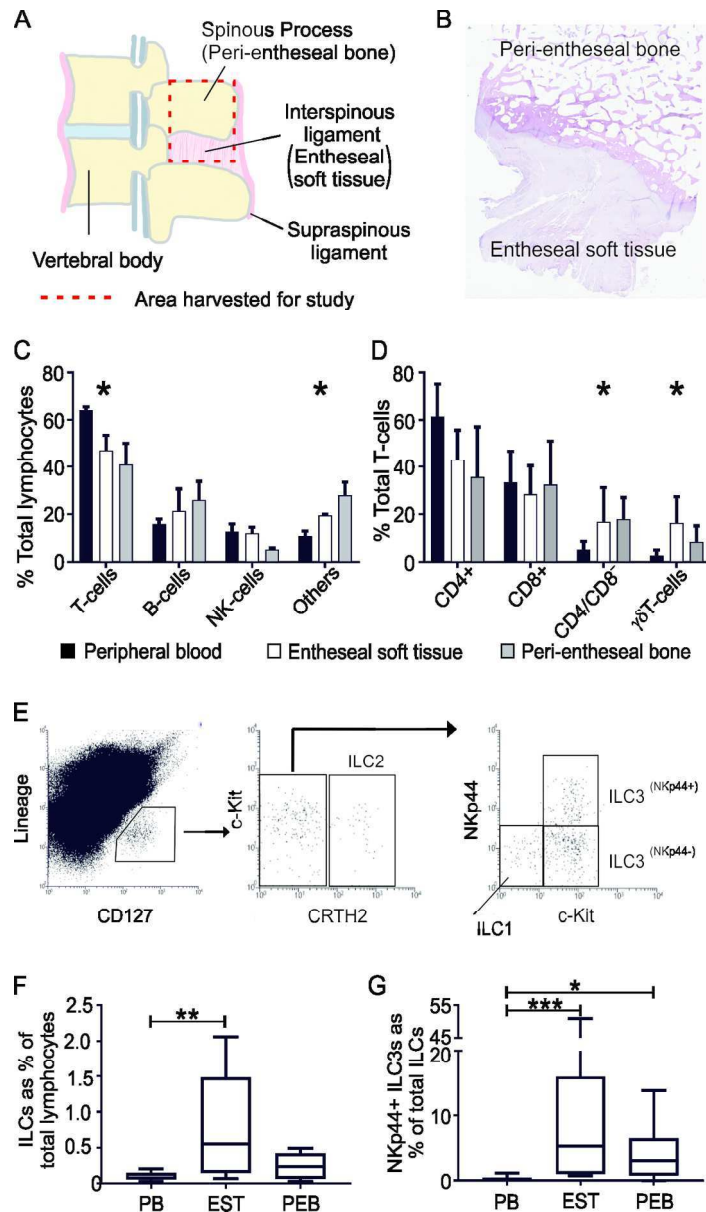 A
Spinous Process
(Peri-entheseal bone)
Interspinous
ligament
(Entheseal
soft tissue)
Supraspinous
ligament
Vertebral body
Area harvested for study
B
Peri-entheseal bone
Entheseal soft tissue
C
% Total lymphocytes
80
60
40
20
0
*
*
T-cells
B-cells
NK-cells
Others
D
% Total T-cells
80
60
40
20
0
*
*
CD4+
CD8+
CD4/CD8⁻
γδT-cells
Peripheral blood
Entheseal soft tissue
Peri-entheseal bone
E
Lineage
CD127
c-Kit
ILC2
CRTH2
NKp44
ILC3 (NKp44+)
ILC3 (NKp44-)
ILC1
c-Kit
F
ILCs as % of
total lymphocytes
2.5
2.0
1.5
1.0
0.5
0
**
PB
EST
PEB
G
NKp44+ ILC3s as
% of total ILCs
55
45
20
10
0
*
***
PB
EST
PEB